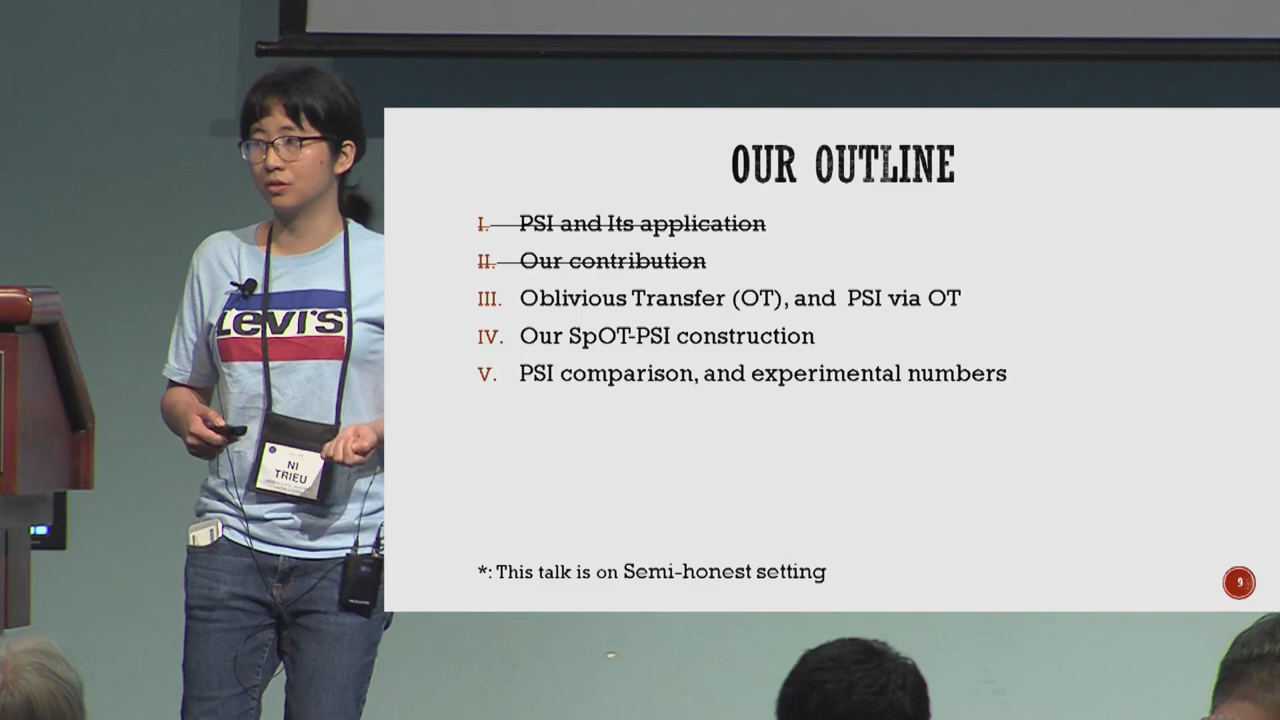 OUR OUTLINE
I. PSI and Its application
II. Our contribution
III. Oblivious Transfer (OT), and PSI via OT
IV. Our SpOT-PSI construction
V. PSI comparison, and experimental numbers
*: This talk is on Semi-honest setting
9
Levi's
NI
TRIEU